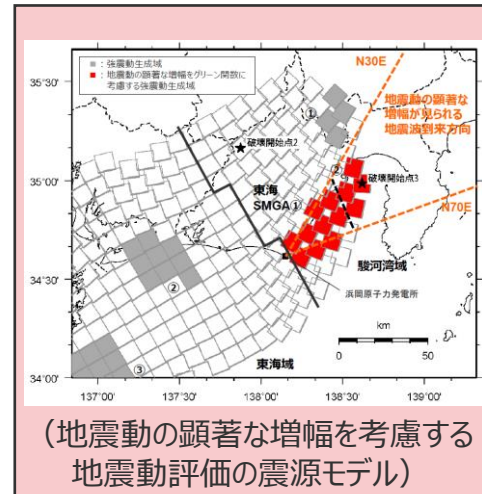 ■ : 強震動生成域
■ : 地震動の顕著な増幅をグリーン関数に
考慮する強震動生成域
N30E
地震動の顕著な
増幅が見られる
地震波到来方向
35°30'
①
破壊開始点2
②
破壊開始点3
35°00'
東海
SMGA①
N70E
駿河湾域
34°30'
浜岡原子力発電所
②
km
0 50
③
東海域
34°00'
137°00' 137°30' 138°00' 138°30' 139°00'
(地震動の顕著な増幅を考慮する
地震動評価の震源モデル)